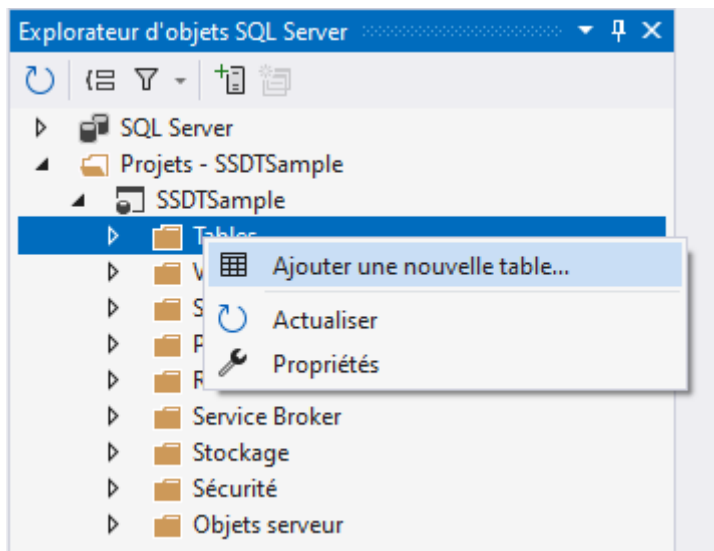 Explorateur d'objets SQL Server
SQL Server
Projets - SSDTSample
SSDTSample
Tables
Ajouter une nouvelle table...
V
S
Actualiser
P
Propriétés
R
Service Broker
Stockage
Sécurité
Objets serveur